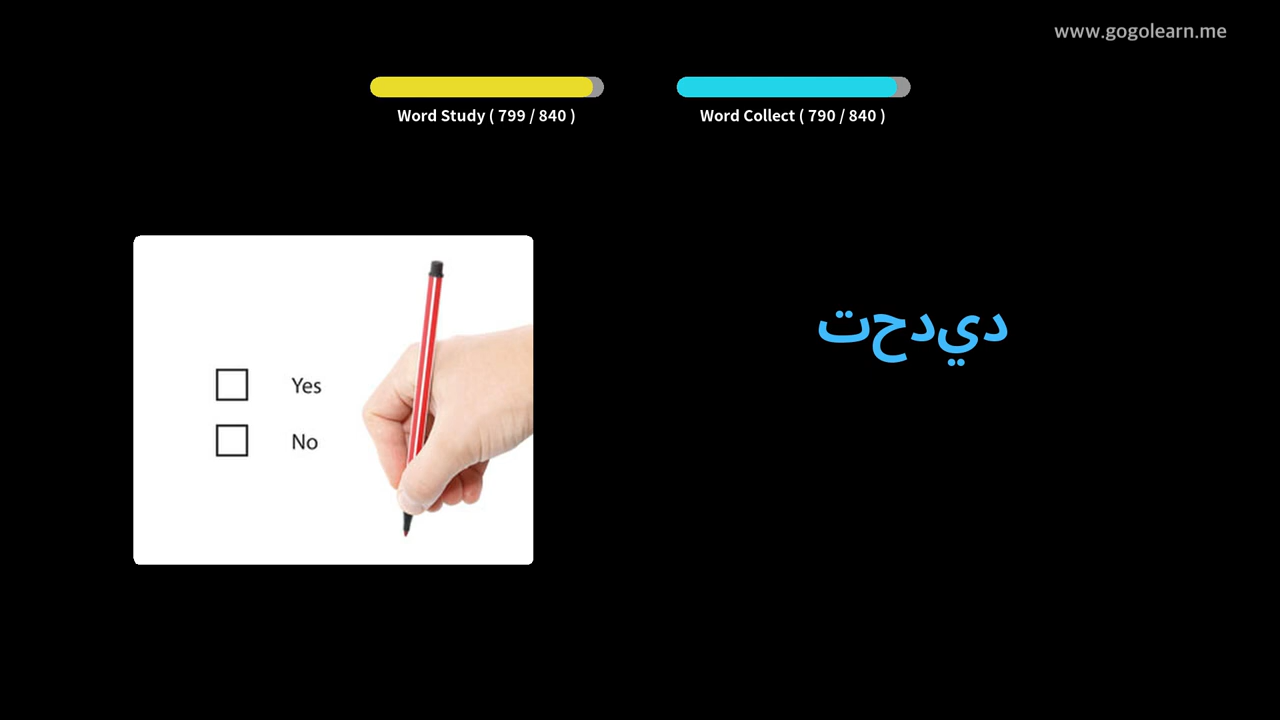 www.gogolearn.me
Word Study ( 799 / 840 )
Word Collect ( 790 / 840 )
تحديد
Yes
No